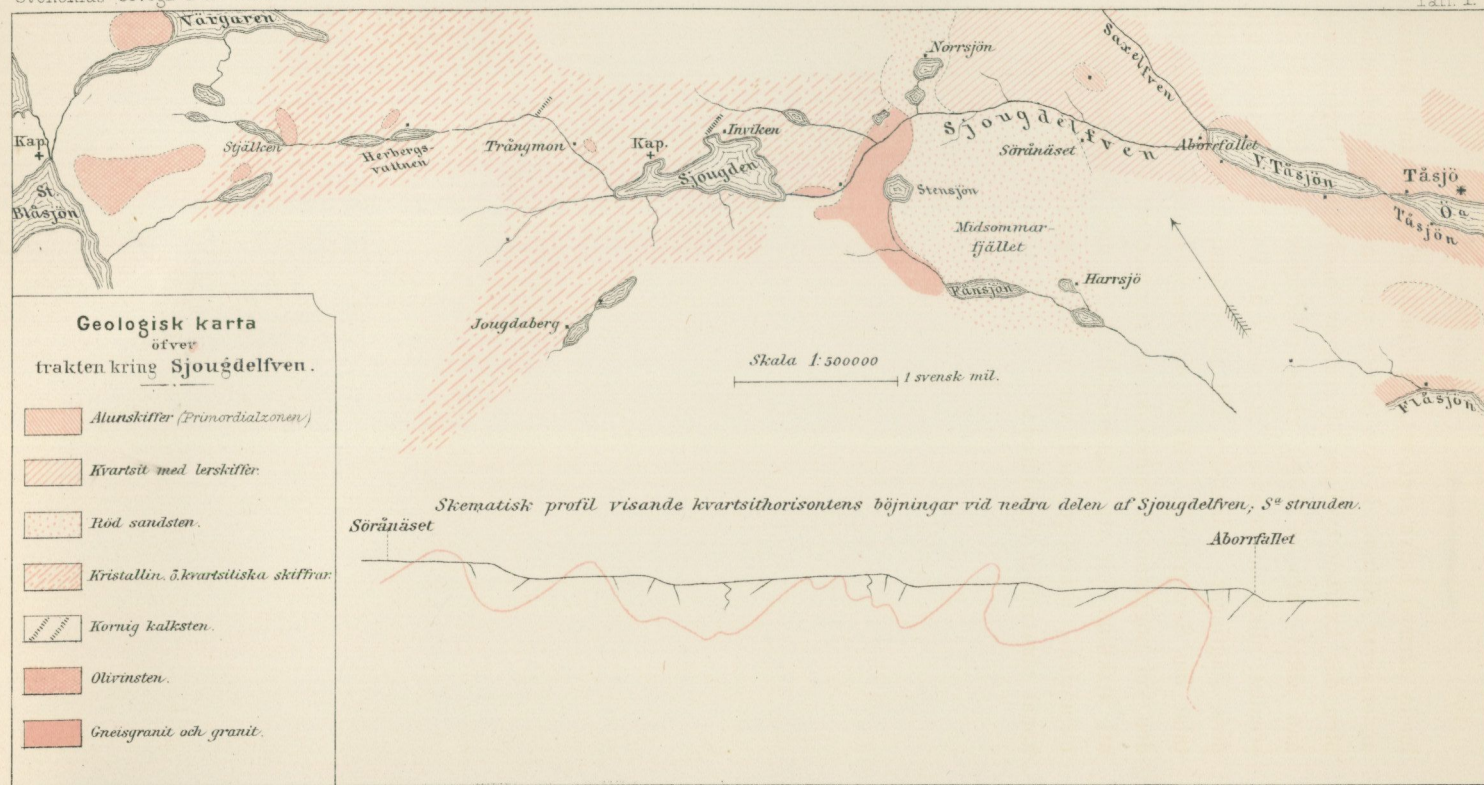 Värgaren
Kap
St.
Blåsjön
Stjälken
Herbergs-
vattnen
Trångmon
Kap.
Inviken
Sjougden
Jougdaberg
Norrsjön
Sjougdelfven
Söränäset
Stensjön
Midsommar-
fjället
Rånsjön
Harrsjö
Saxelfven
Aborrfallet
V. Tåsjön
Tåsjö
Ö a
Tåsjön
Flåsjön
Geologisk karta
öfver
trakten kring Sjougdelfven.
Alunskiffer (Primordialzonen)
Kvartsit med lerskiffer.
Röd sandsten.
Kristallin. o. kvartsitiska skiffrar.
Kornig kalksten.
Olivinsten.
Gneisgranit och granit.
Skala 1:500000
1 svensk mil.
Skematisk profil visande kvartsithorisontens böjningar vid nedra delen af Sjougdelfven; Sª stranden.
Söränäset
Aborrfallet